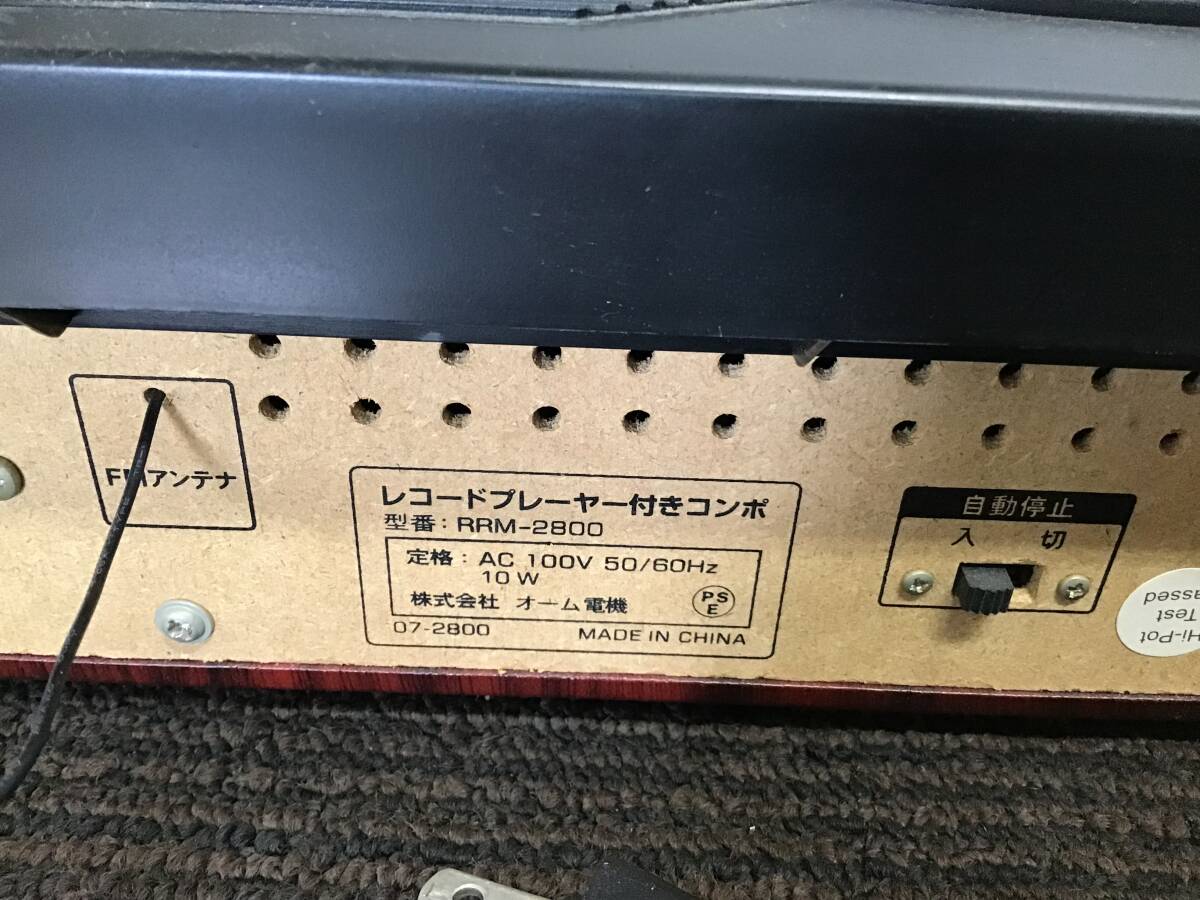 FMアンテナ
レコードプレーヤー付きコンポ
型番：RRM-2800
定格：AC 100V 50/60Hz
10W
株式会社 オーム電機
PS
E
07-2800
MADE IN CHINA
自動停止
入 切
Hi-Pot
Test
assed